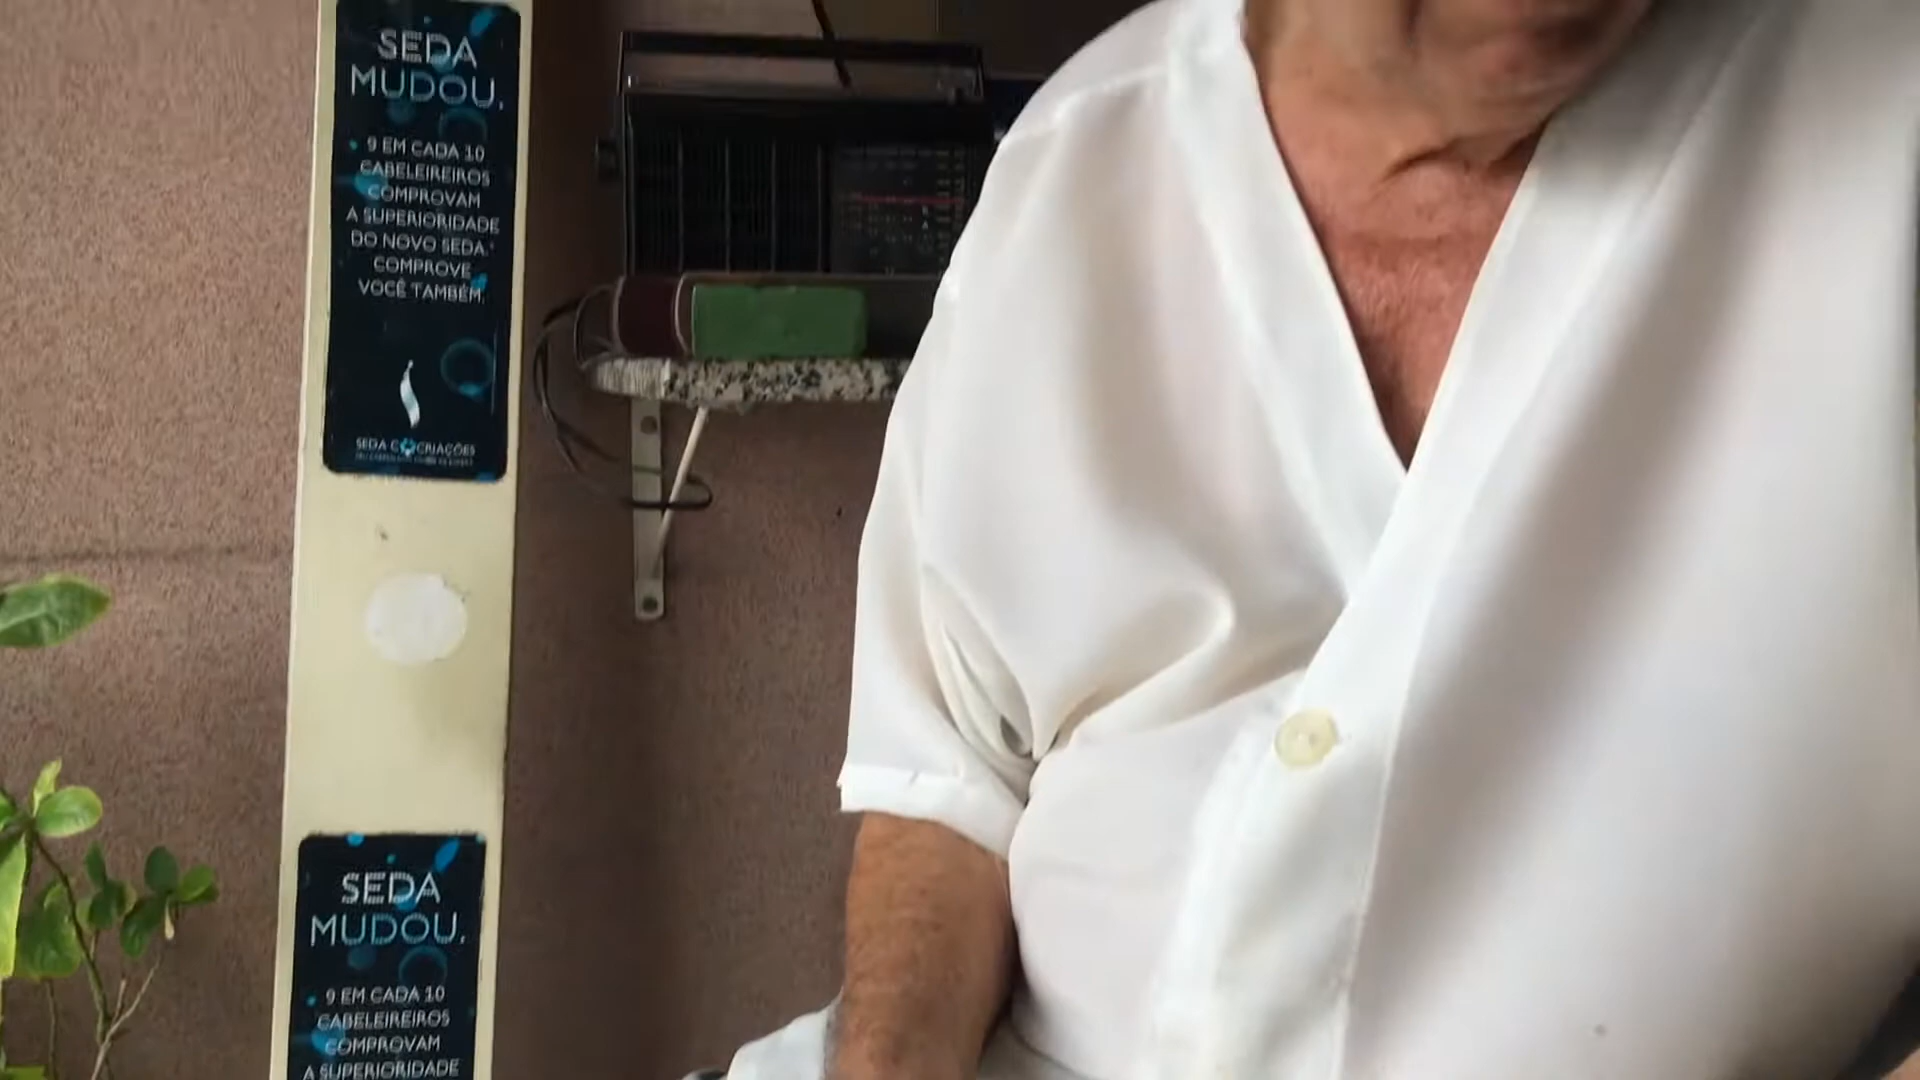 SEDA
MUDOU,
9 EM CADA 10
CABELEIREIROS
COMPROVAM
A SUPERIORIDADE
DO NOVO SEDA.*
COMPROVE
VOCÊ TAMBÉM.
SEDA COCRIAÇÕES
SEDA
MUDOU,
9 EM CADA 10
CABELEIREIROS
COMPROVAM
A SUPERIORIDADE